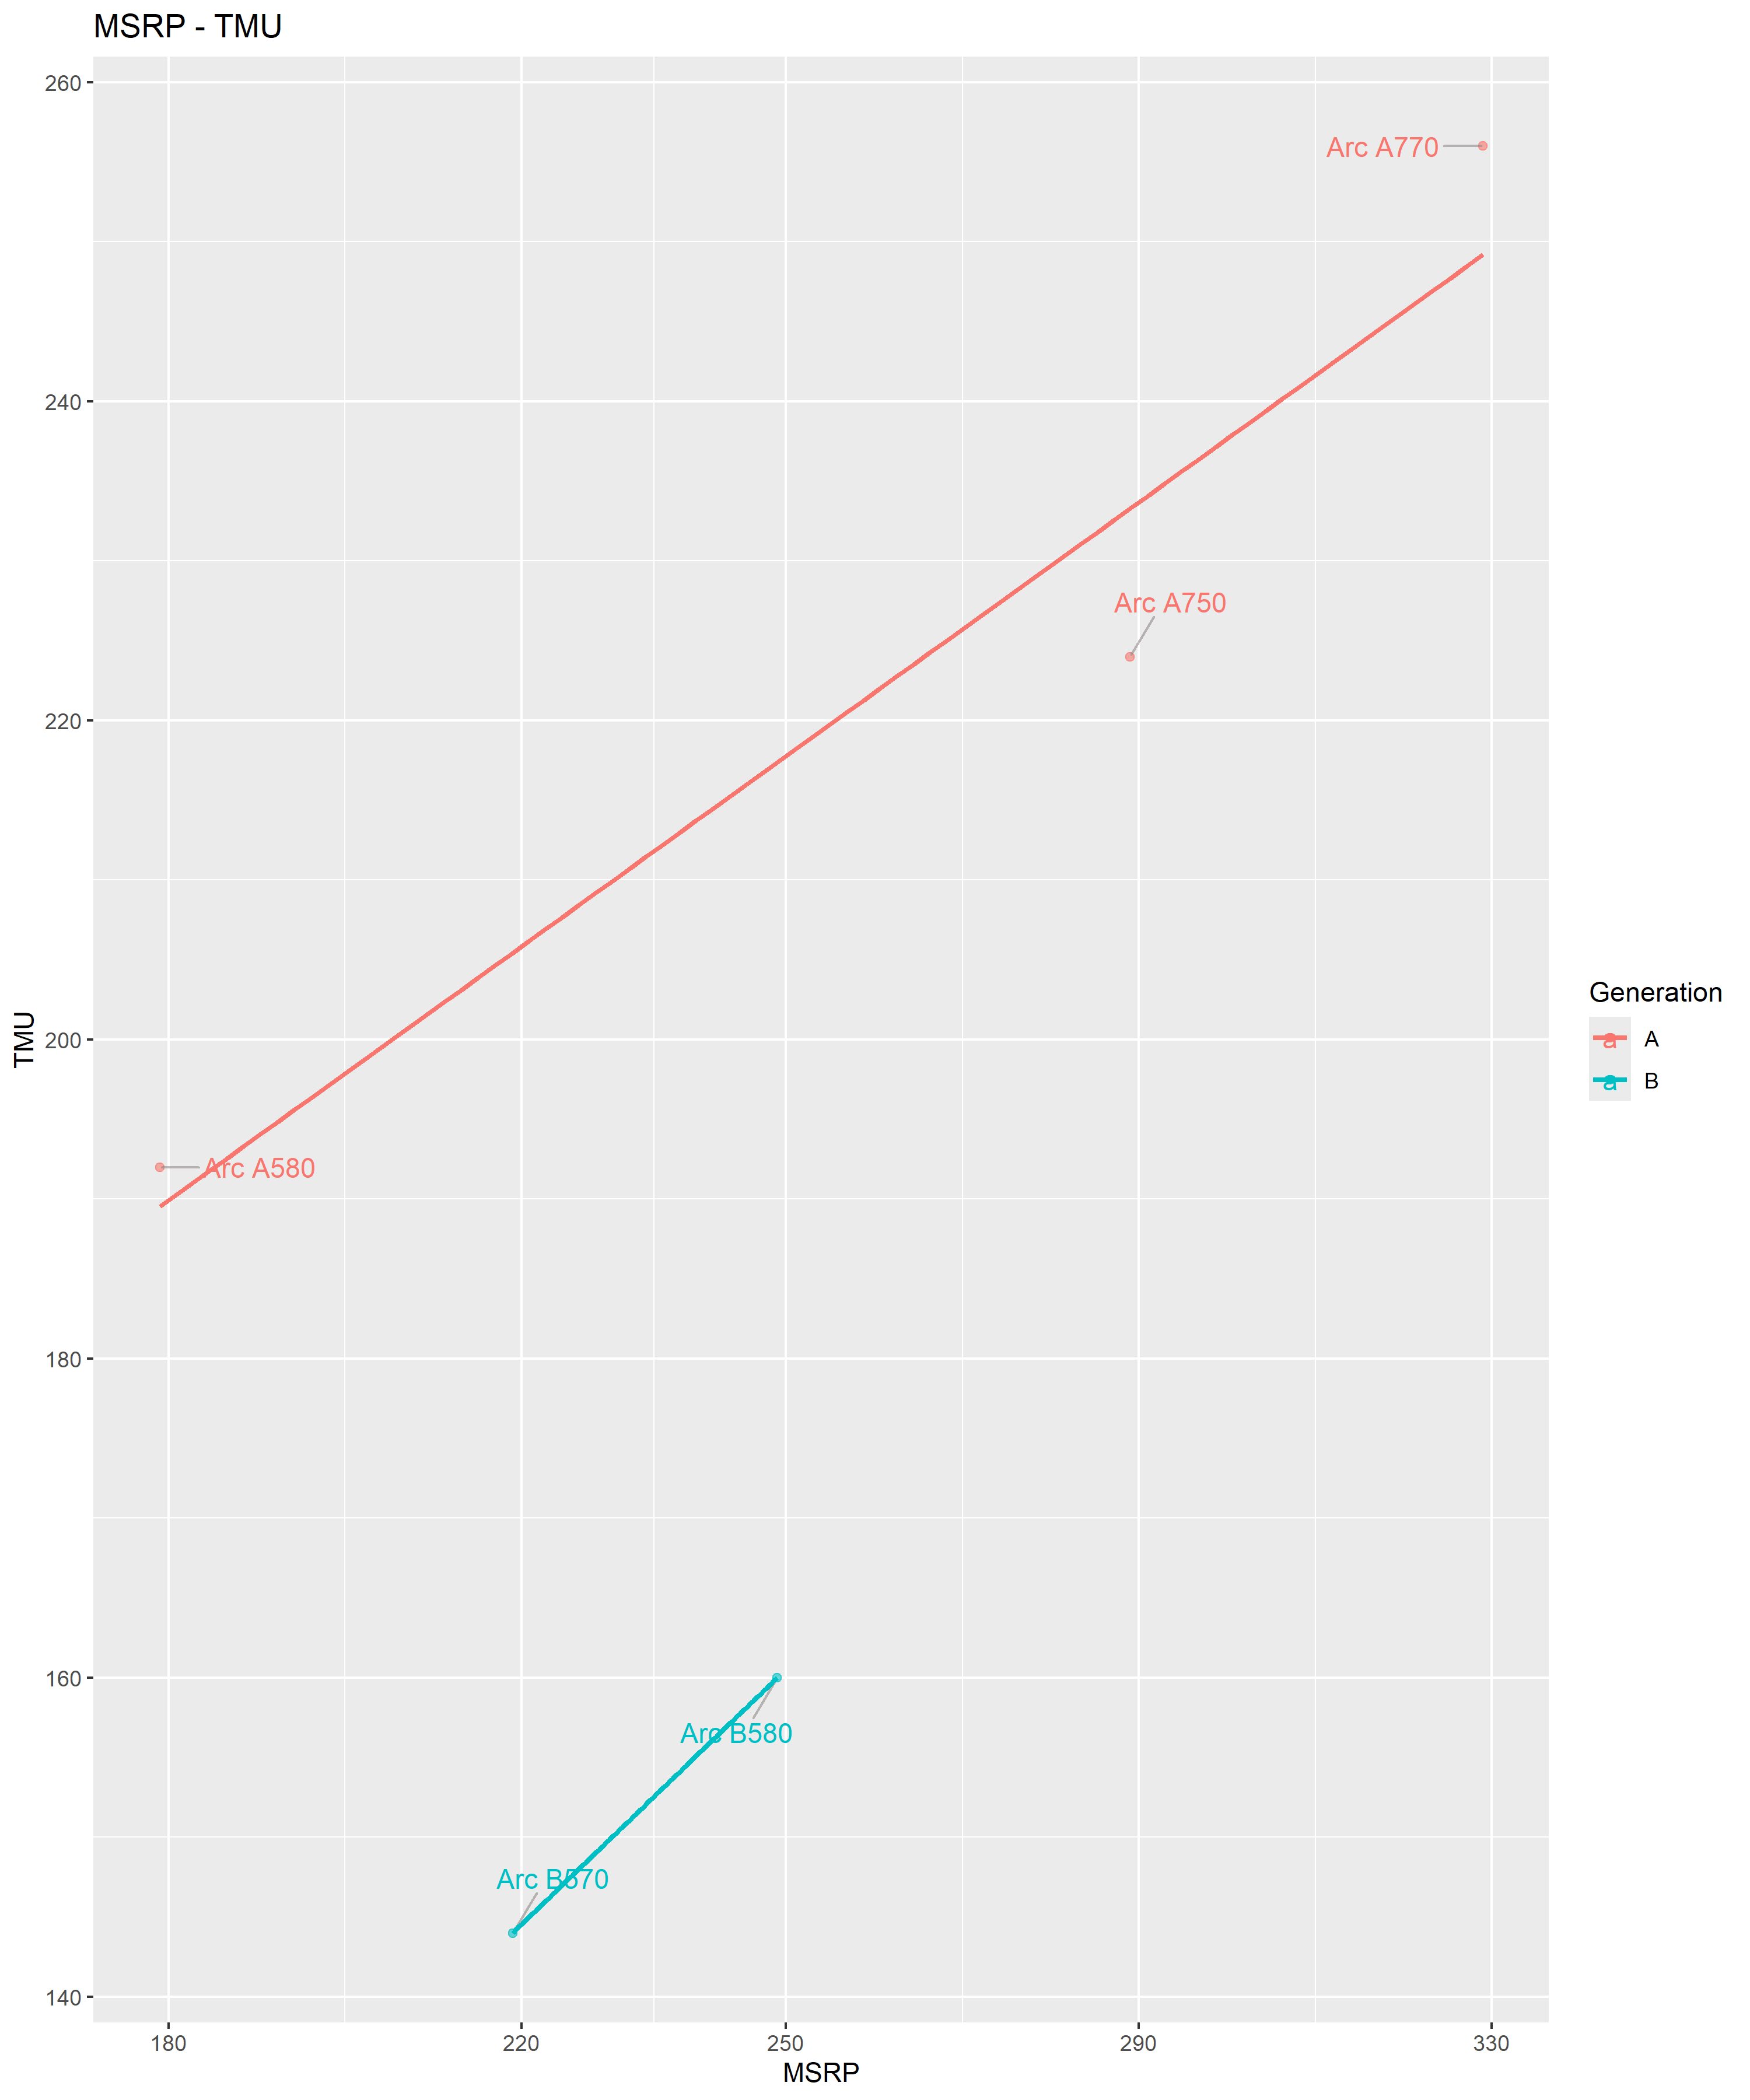 MSRP - TMU
260
Arc A770
240
Arc A750
220
Generation
200
a A
a B
TMU
Arc A580
180
160
Arc B580
Arc B570
140
180 220 250 290 330
MSRP